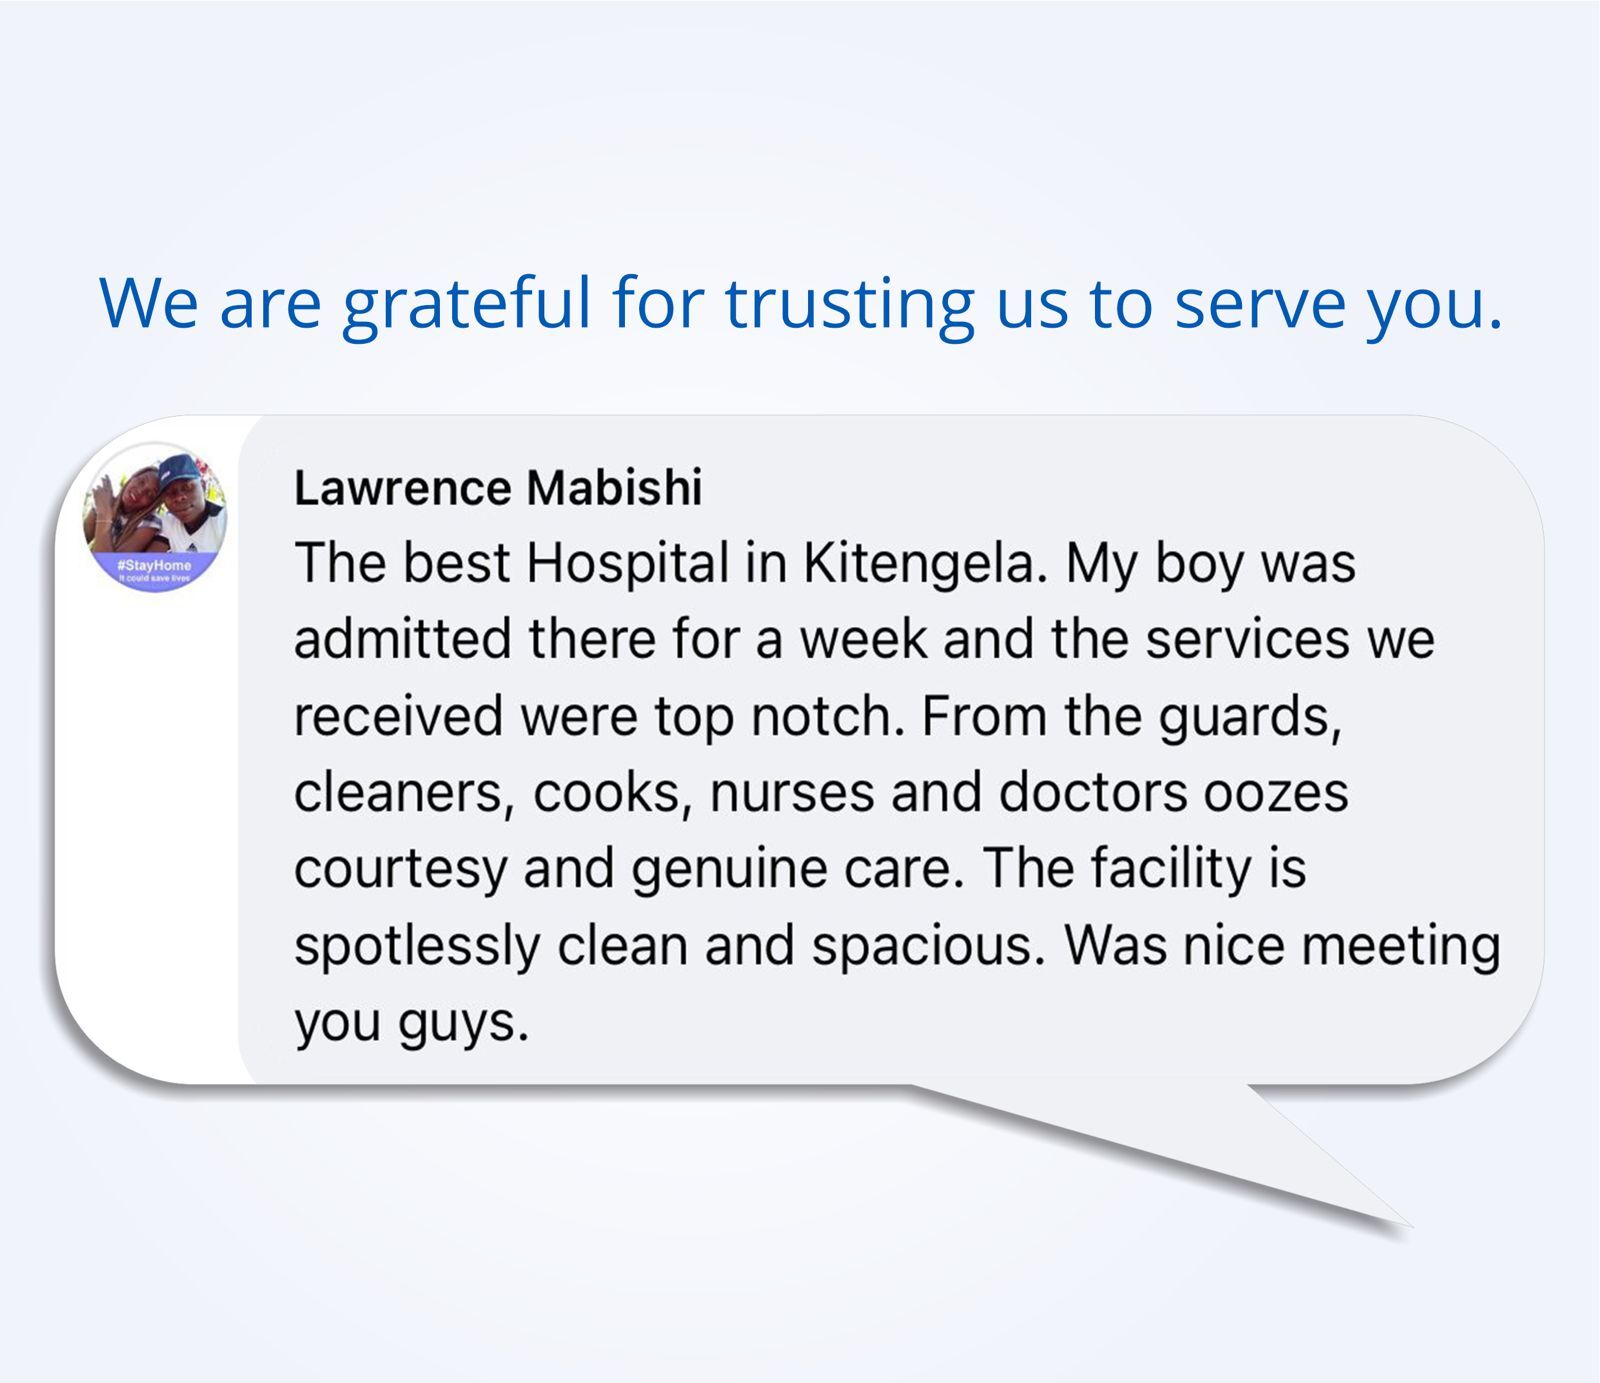 We are grateful for trusting us to serve you.
#StayHome
It could save lives
Lawrence Mabishi
The best Hospital in Kitengela. My boy was
admitted there for a week and the services we
received were top notch. From the guards,
cleaners, cooks, nurses and doctors oozes
courtesy and genuine care. The facility is
spotlessly clean and spacious. Was nice meeting
you guys.